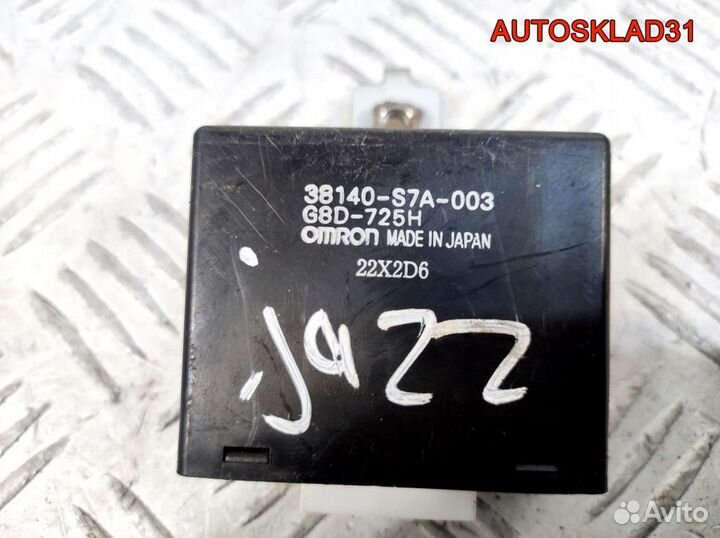 AUTOSKLAD31
38140-S7A-003
G8D-725H
OMRON MADE IN JAPAN
22X2D6
jazz
Avito